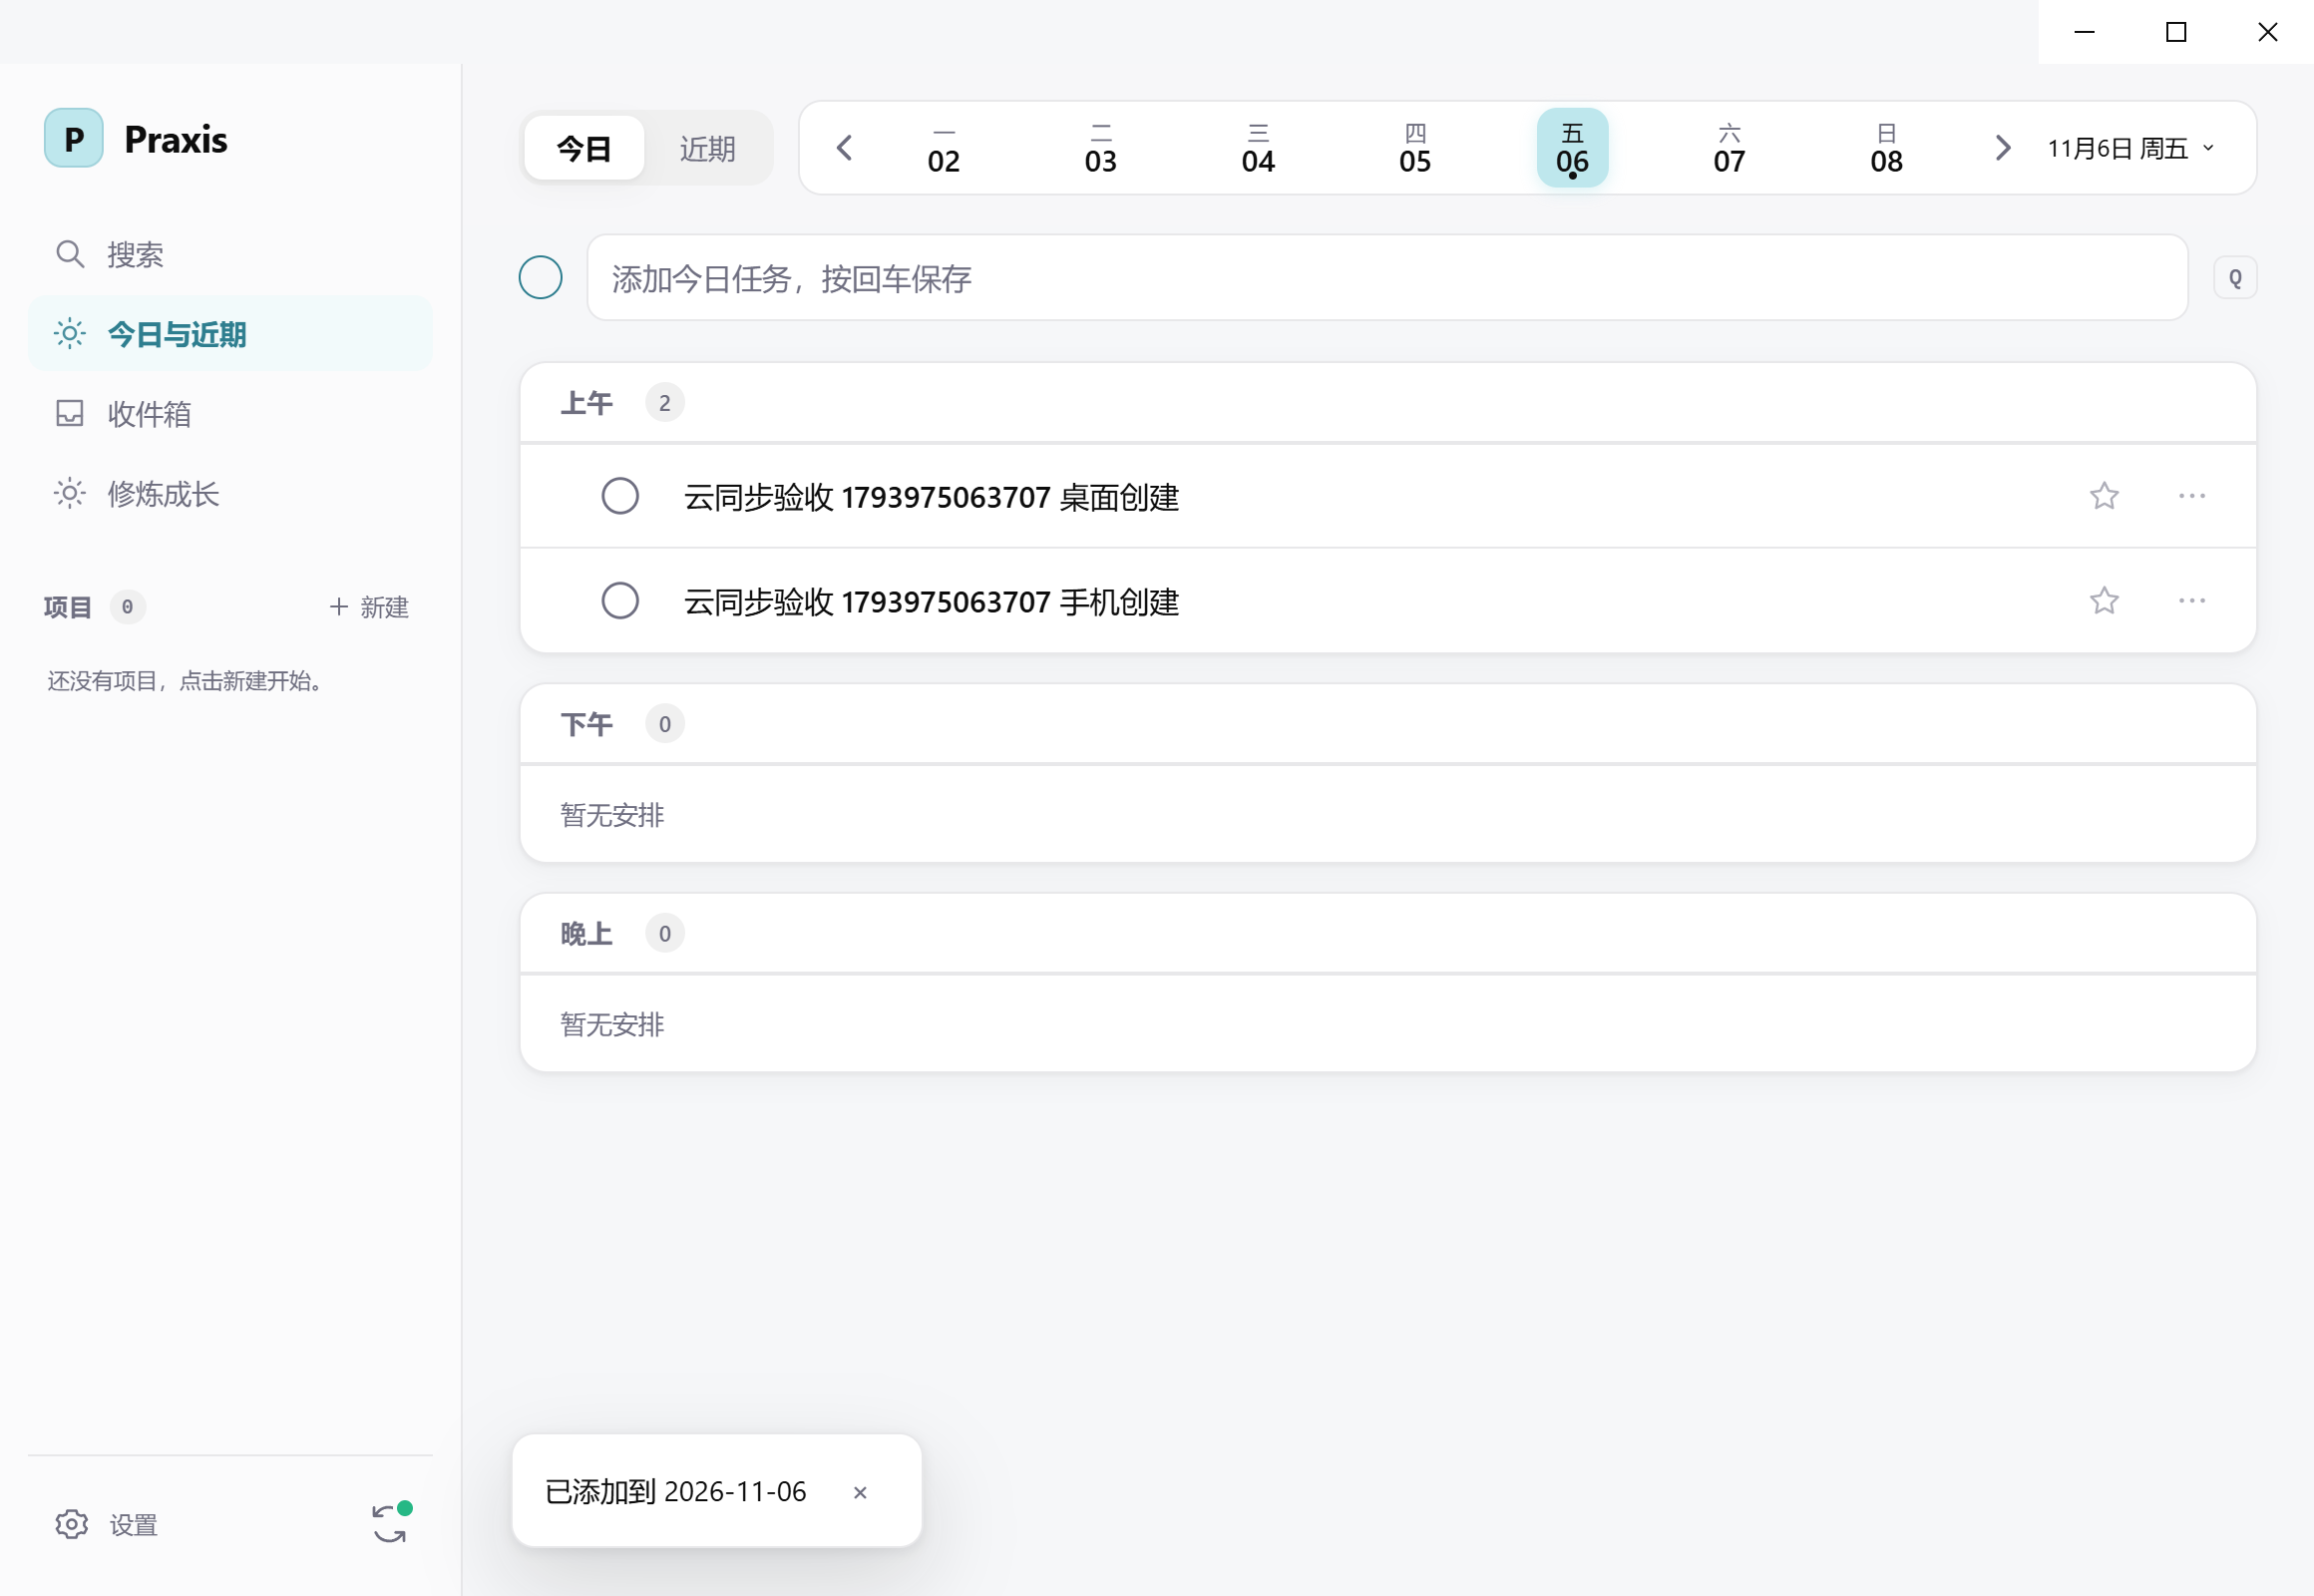 P Praxis
搜索
今日与近期
收件箱
修炼成长
项目 0 + 新建
还没有项目，点击新建开始。
设置
今日 近期
一 二 三 四 五 六 日
02 03 04 05 06 07 08
11月6日 周五
添加今日任务，按回车保存
Q
上午 2
云同步验收 1793975063707 桌面创建
云同步验收 1793975063707 手机创建
下午 0
暂无安排
晚上 0
暂无安排
已添加到 2026-11-06 ×